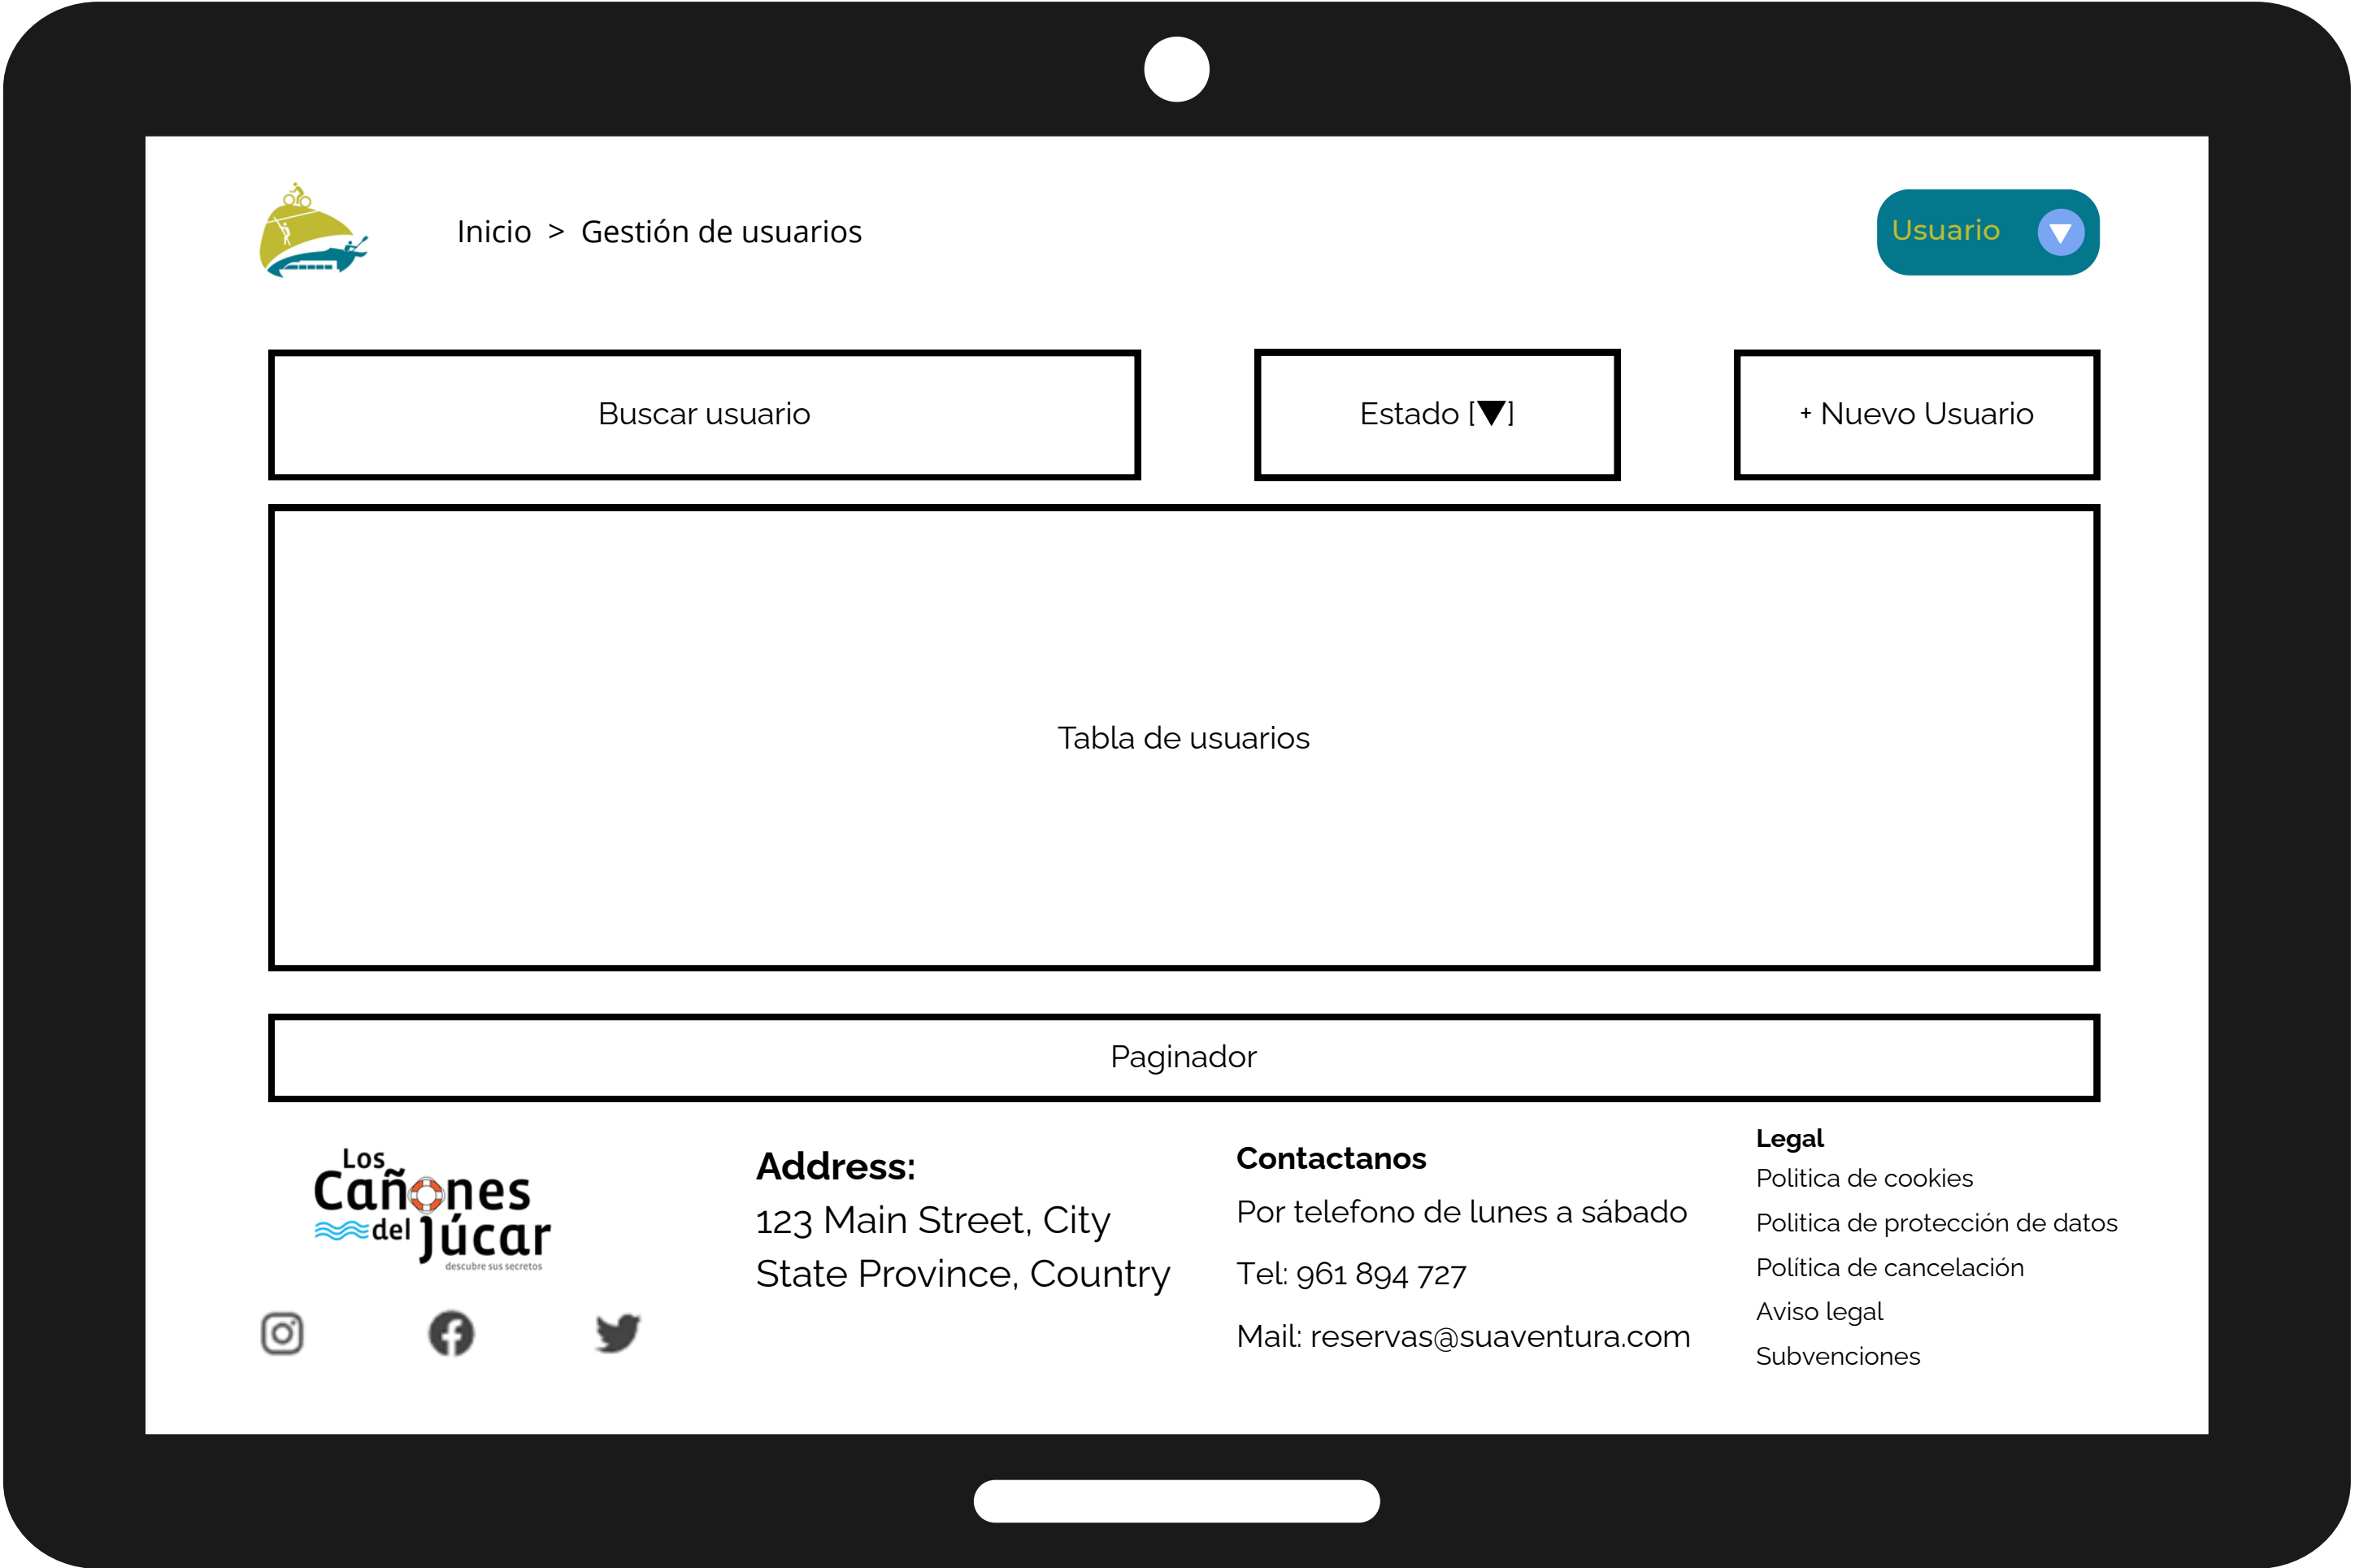 Inicio > Gestión de usuarios
Usuario
Buscar usuario
Estado [▼]
+ Nuevo Usuario
Tabla de usuarios
Paginador
Los
Cañones
del Júcar
descubre sus secretos
Address:
123 Main Street, City
State Province, Country
Contactanos
Por telefono de lunes a sábado
Tel: 961 894 727
Mail: reservas@suaventura.com
Legal
Politica de cookies
Politica de protección de datos
Política de cancelación
Aviso legal
Subvenciones